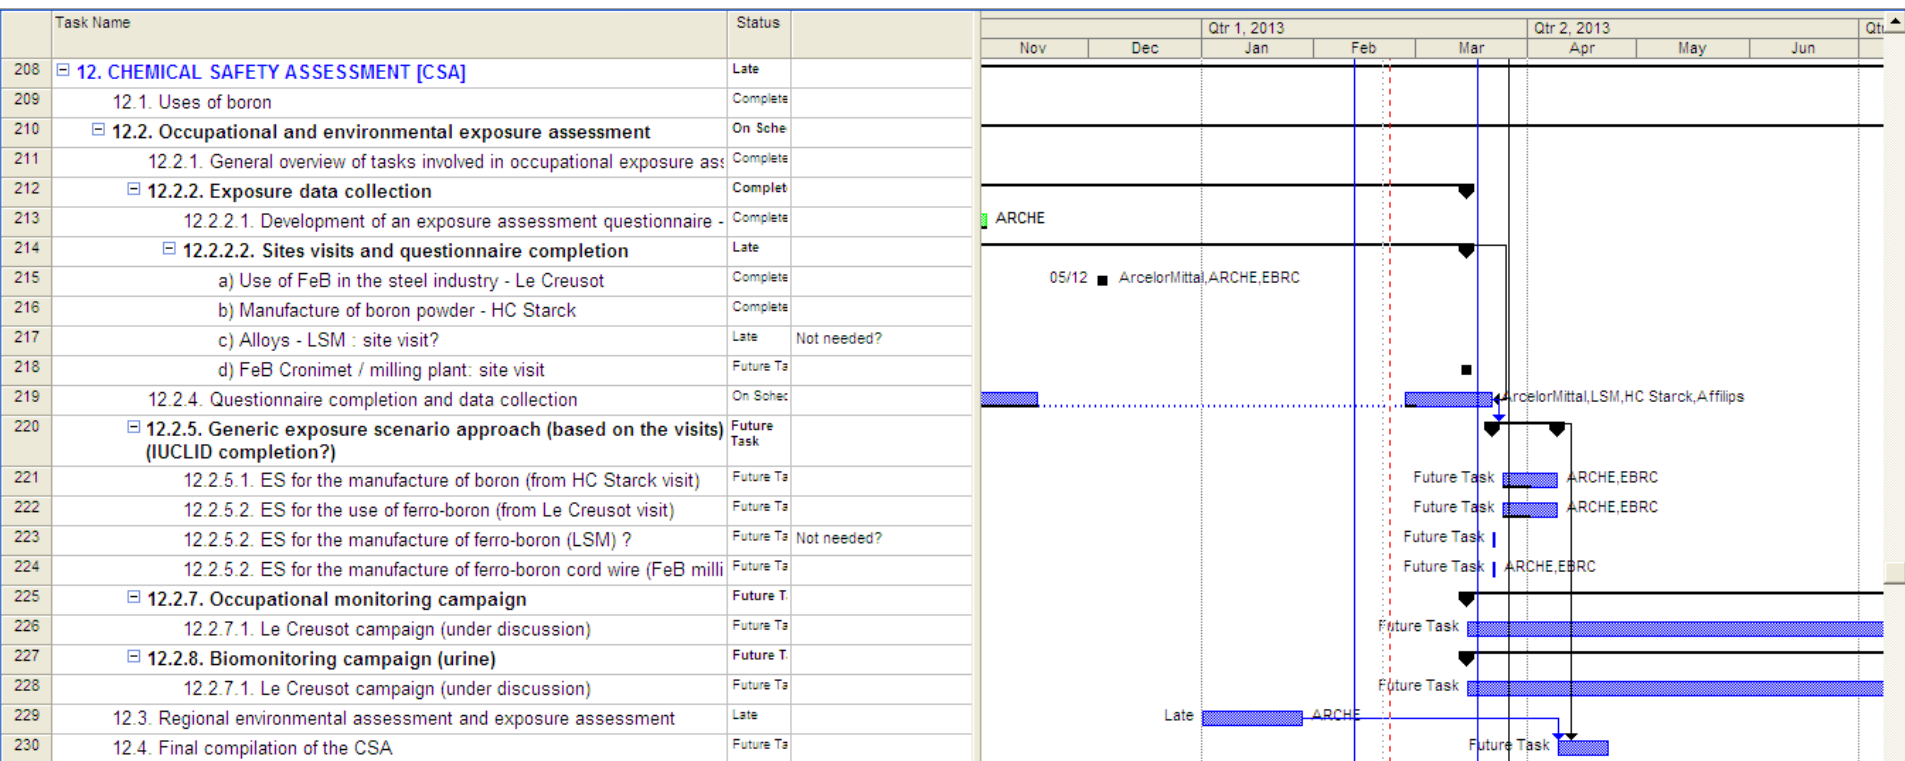 Task Name Status
Qtr 1, 2013 Qtr 2, 2013 Qtr
Nov Dec Jan Feb Mar Apr May Jun
208 12. CHEMICAL SAFETY ASSESSMENT [CSA] Late
209 12.1. Uses of boron Complete
210 12.2. Occupational and environmental exposure assessment On Sche
211 12.2.1. General overview of tasks involved in occupational exposure ass Complete
212 12.2.2. Exposure data collection Complet
213 12.2.2.1. Development of an exposure assessment questionnaire - Complete ARCHE
214 12.2.2.2. Sites visits and questionnaire completion Late
215 a) Use of FeB in the steel industry - Le Creusot Complete 05/12 ArcelorMittal,ARCHE,EBRC
216 b) Manufacture of boron powder - HC Starck Complete
217 c) Alloys - LSM : site visit? Late Not needed?
218 d) FeB Cronimet / milling plant: site visit Future Ta
219 12.2.4. Questionnaire completion and data collection On Sched ArcelorMittal,LSM,HC Starck,Affilips
220 12.2.5. Generic exposure scenario approach (based on the visits) Future
(IUCLID completion?) Task
221 12.2.5.1. ES for the manufacture of boron (from HC Starck visit) Future Ta Future Task ARCHE,EBRC
222 12.2.5.2. ES for the use of ferro-boron (from Le Creusot visit) Future Ta Future Task ARCHE,EBRC
223 12.2.5.2. ES for the manufacture of ferro-boron (LSM) ? Future Ta Not needed? Future Task
224 12.2.5.2. ES for the manufacture of ferro-boron cord wire (FeB milli Future Ta Future Task ARCHE,EBRC
225 12.2.7. Occupational monitoring campaign Future T.
226 12.2.7.1. Le Creusot campaign (under discussion) Future Ta Future Task
227 12.2.8. Biomonitoring campaign (urine) Future T.
228 12.2.7.1. Le Creusot campaign (under discussion) Future Ta Future Task
229 12.3. Regional environmental assessment and exposure assessment Late Late ARCHE
230 12.4. Final compilation of the CSA Future Ta Future Task